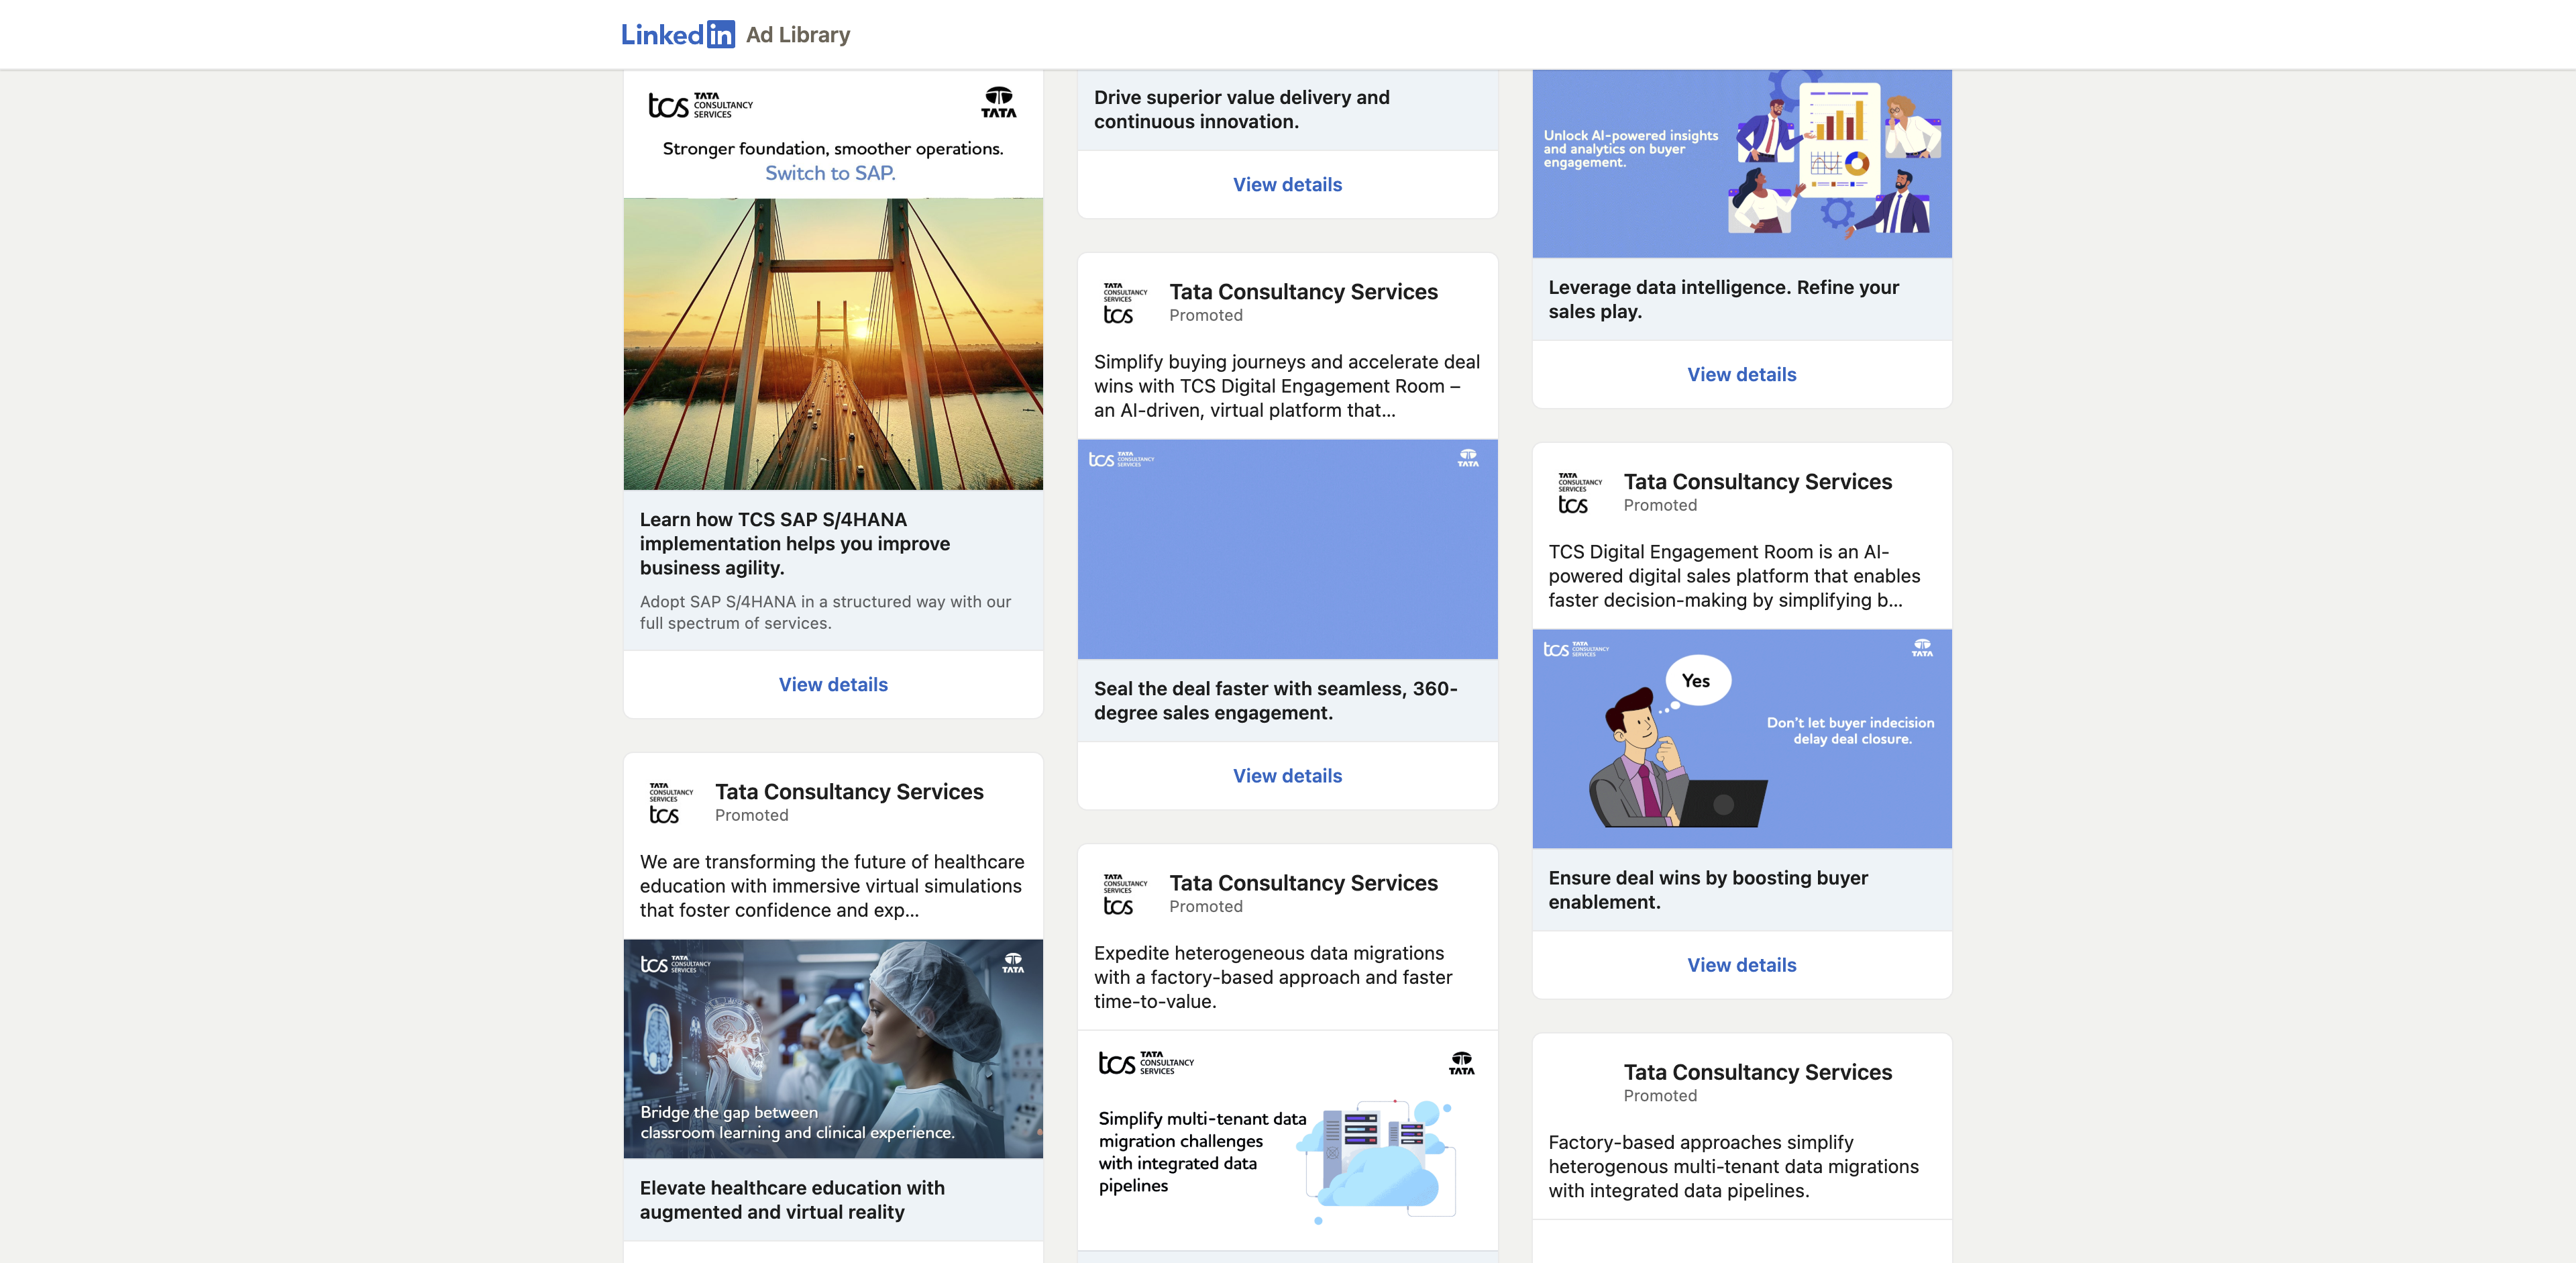 LinkedIn Ad Library
tcs TATA CONSULTANCY SERVICES
TATA
Stronger foundation, smoother operations.
Switch to SAP.
Learn how TCS SAP S/4HANA
implementation helps you improve
business agility.
Adopt SAP S/4HANA in a structured way with our
full spectrum of services.
View details
TATA
CONSULTANCY
SERVICES
tcs
Tata Consultancy Services
Promoted
We are transforming the future of healthcare
education with immersive virtual simulations
that foster confidence and exp...
tcs TATA CONSULTANCY SERVICES
TATA
Bridge the gap between
classroom learning and clinical experience.
Elevate healthcare education with
augmented and virtual reality
Drive superior value delivery and
continuous innovation.
View details
TATA
CONSULTANCY
SERVICES
tcs
Tata Consultancy Services
Promoted
Simplify buying journeys and accelerate deal
wins with TCS Digital Engagement Room –
an AI-driven, virtual platform that...
tcs TATA CONSULTANCY SERVICES
TATA
Seal the deal faster with seamless, 360-
degree sales engagement.
View details
TATA
CONSULTANCY
SERVICES
tcs
Tata Consultancy Services
Promoted
Expedite heterogeneous data migrations
with a factory-based approach and faster
time-to-value.
tcs TATA CONSULTANCY SERVICES
TATA
Simplify multi-tenant data
migration challenges
with integrated data
pipelines
Unlock AI-powered insights
and analytics on buyer
engagement.
Leverage data intelligence. Refine your
sales play.
View details
TATA
CONSULTANCY
SERVICES
tcs
Tata Consultancy Services
Promoted
TCS Digital Engagement Room is an AI-
powered digital sales platform that enables
faster decision-making by simplifying b...
tcs TATA CONSULTANCY SERVICES
TATA
Yes
Don't let buyer indecision
delay deal closure.
Ensure deal wins by boosting buyer
enablement.
View details
Tata Consultancy Services
Promoted
Factory-based approaches simplify
heterogenous multi-tenant data migrations
with integrated data pipelines.